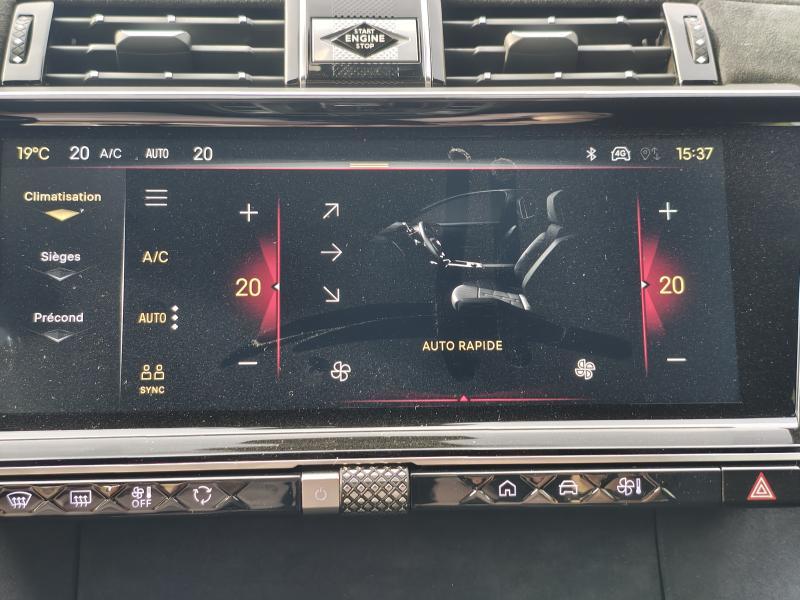 START
ENGINE
STOP
19°C 20 A/C AUTO 20 4G 15:37
Climatisation
Sièges
Précond
A/C
AUTO
SYNC
20
20
AUTO RAPIDE
OFF